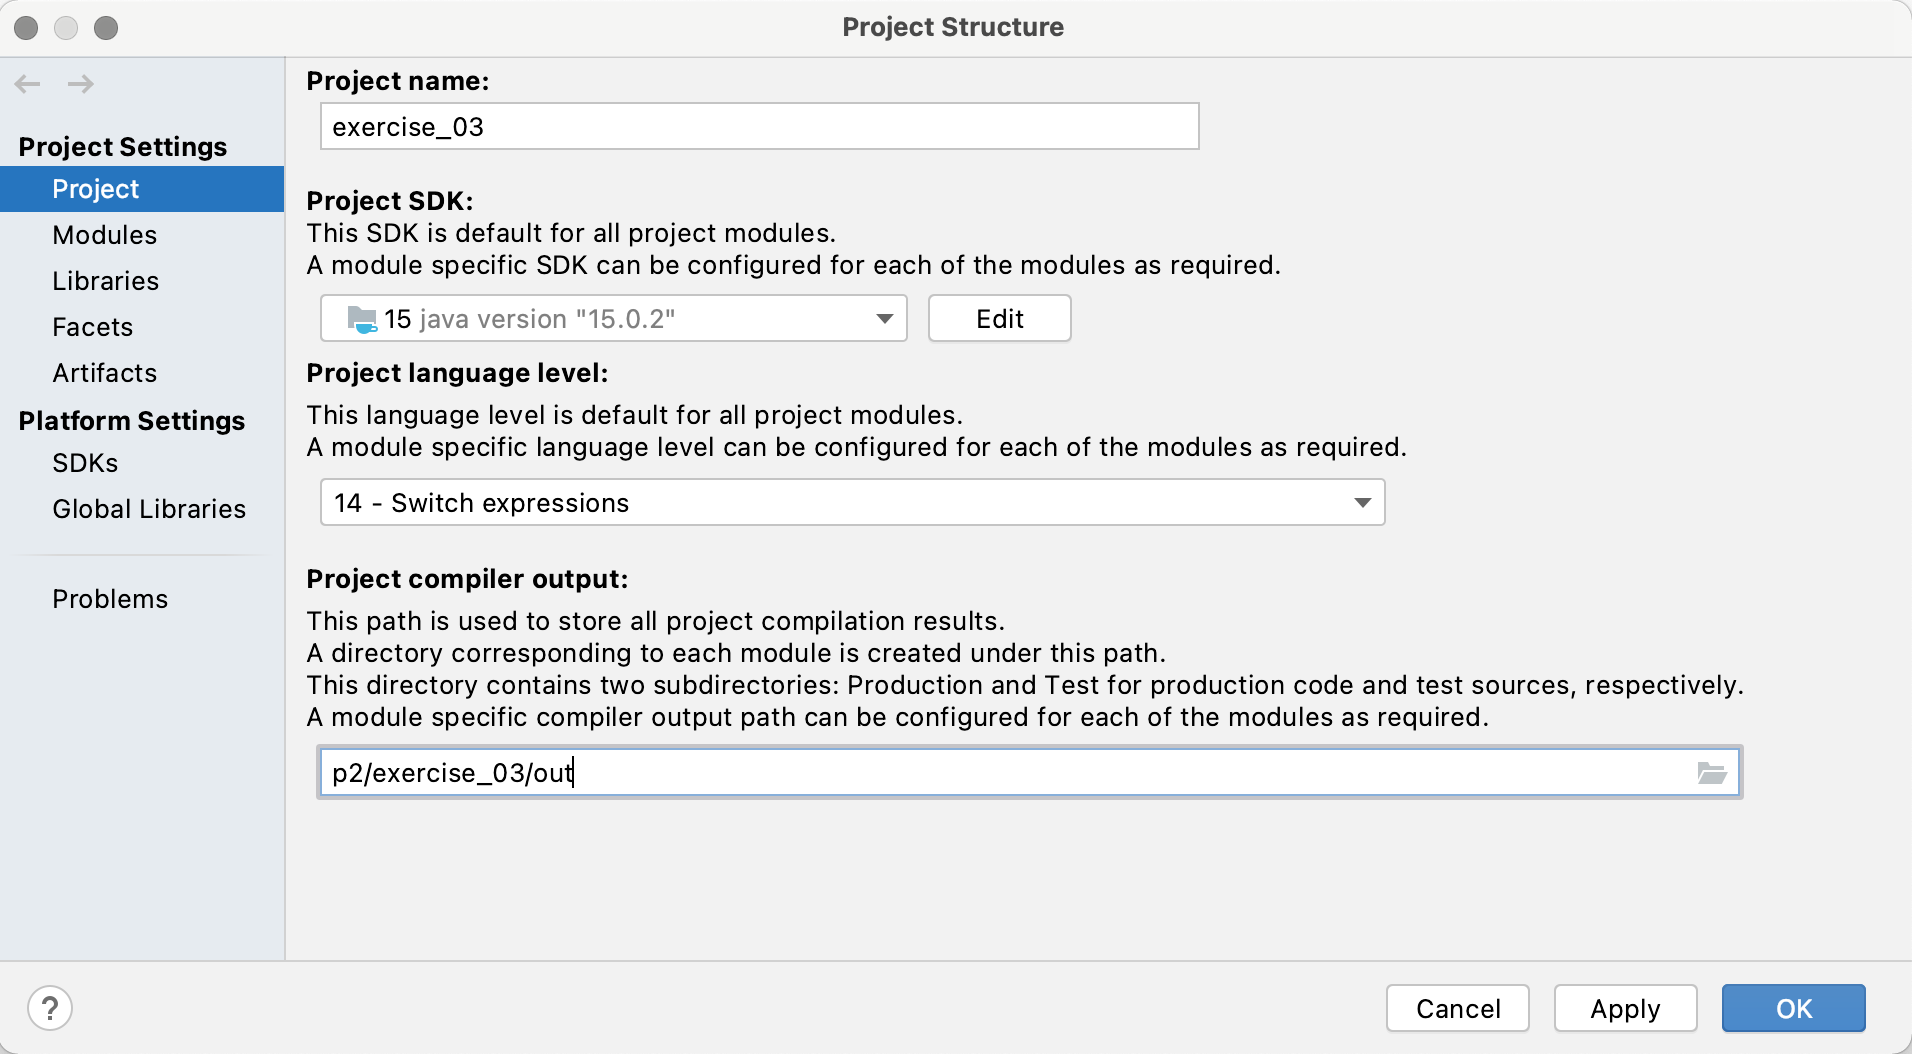 Project Structure
Project Settings
Project
Modules
Libraries
Facets
Artifacts
Platform Settings
SDKs
Global Libraries
Problems
Project name:
exercise_03
Project SDK:
This SDK is default for all project modules.
A module specific SDK can be configured for each of the modules as required.
15 java version "15.0.2"
Edit
Project language level:
This language level is default for all project modules.
A module specific language level can be configured for each of the modules as required.
14 - Switch expressions
Project compiler output:
This path is used to store all project compilation results.
A directory corresponding to each module is created under this path.
This directory contains two subdirectories: Production and Test for production code and test sources, respectively.
A module specific compiler output path can be configured for each of the modules as required.
p2/exercise_03/out
?
Cancel
Apply
OK